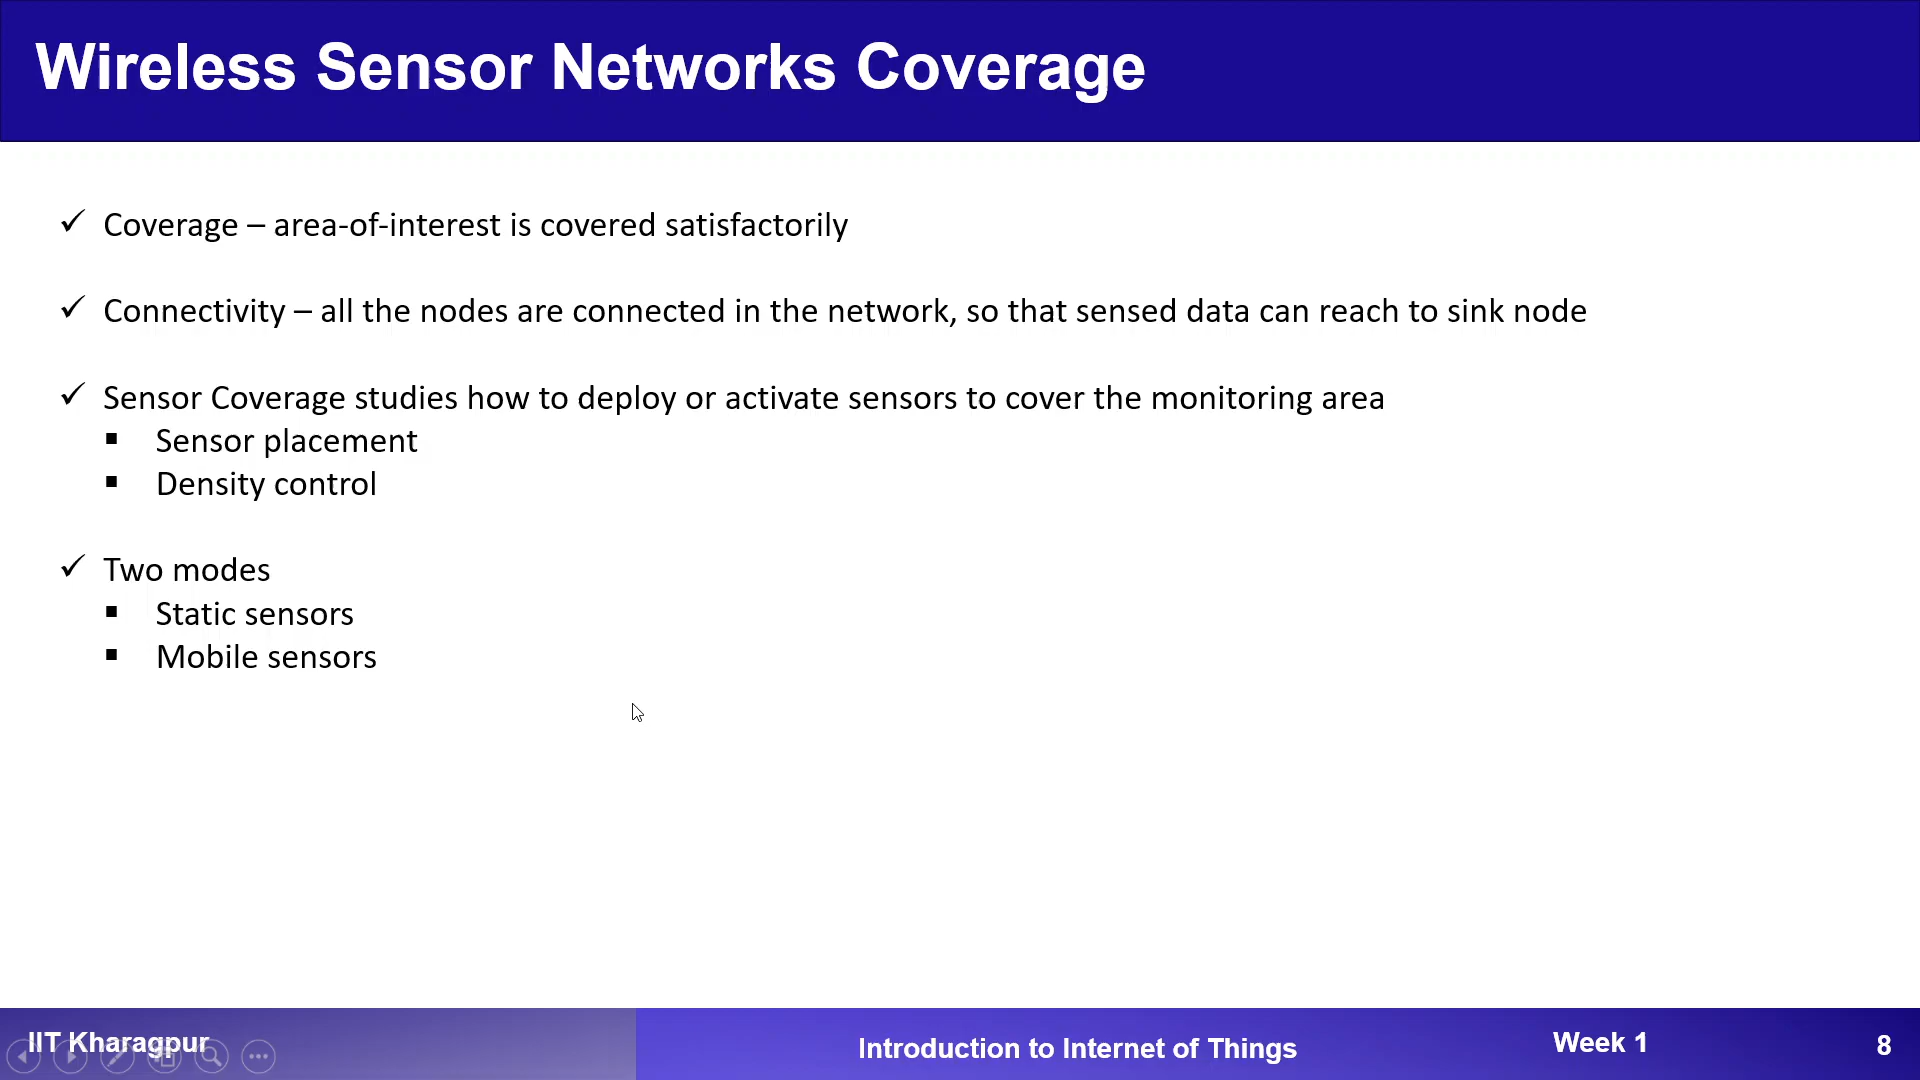 Wireless Sensor Networks Coverage
✓ Coverage – area-of-interest is covered satisfactorily
✓ Connectivity – all the nodes are connected in the network, so that sensed data can reach to sink node
✓ Sensor Coverage studies how to deploy or activate sensors to cover the monitoring area
▪ Sensor placement
▪ Density control
✓ Two modes
▪ Static sensors
▪ Mobile sensors
IIT Kharagpur
Introduction to Internet of Things
Week 1
8